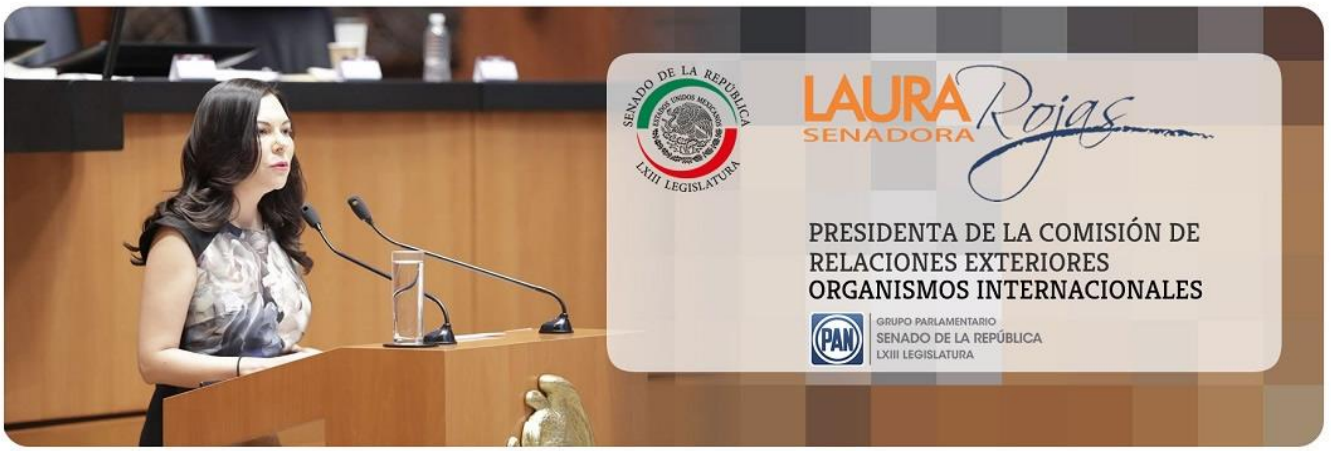 SENADO DE LA REPÚBLICA
ESTADOS UNIDOS MEXICANOS
LXIII LEGISLATURA
LAURA Rojas
SENADORA
PRESIDENTA DE LA COMISIÓN DE
RELACIONES EXTERIORES
ORGANISMOS INTERNACIONALES
PAN
GRUPO PARLAMENTARIO
SENADO DE LA REPÚBLICA
LXIII LEGISLATURA